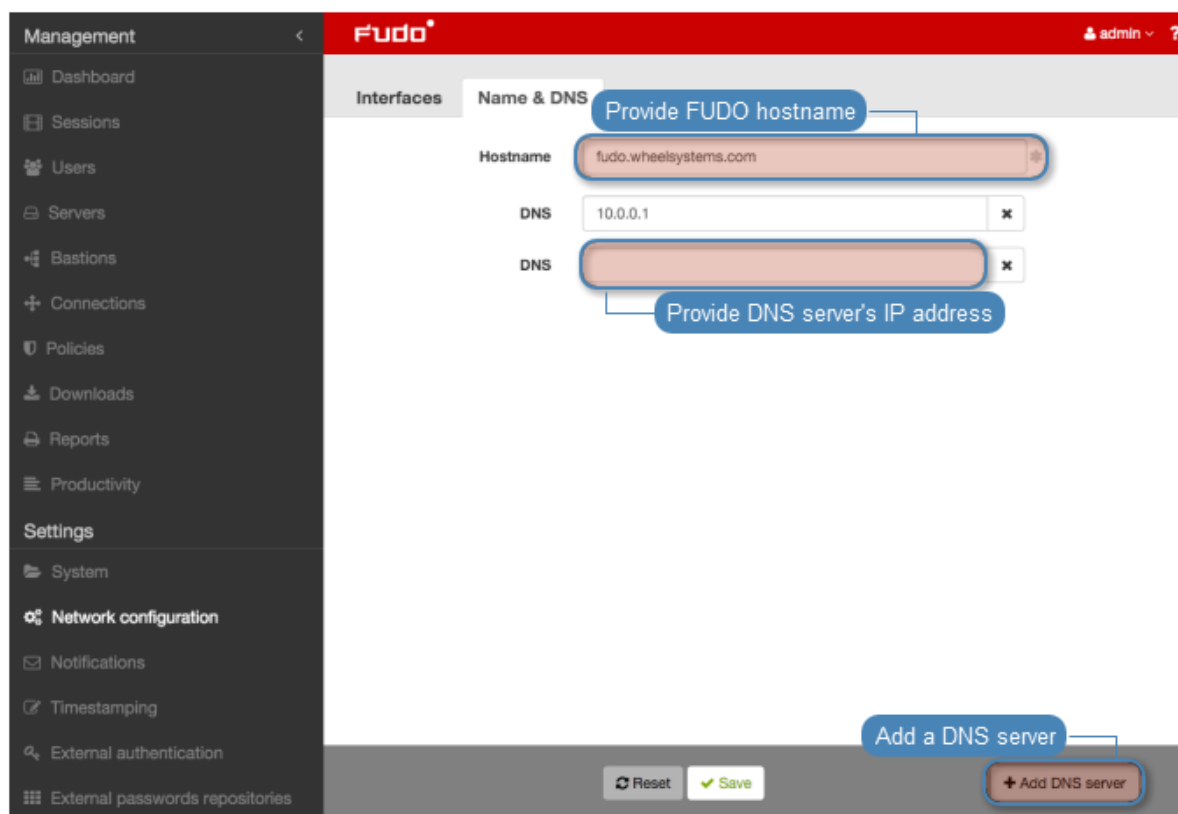 Management
Dashboard
Sessions
Users
Servers
Bastions
Connections
Policies
Downloads
Reports
Productivity
Settings
System
Network configuration
Notifications
Timestamping
External authentication
External passwords repositories
FUDO
admin
?
Interfaces
Name & DNS
Provide FUDO hostname
Hostname
fudo.wheelsystems.com
DNS
10.0.0.1
DNS
Provide DNS server's IP address
Add a DNS server
Reset
Save
+ Add DNS server